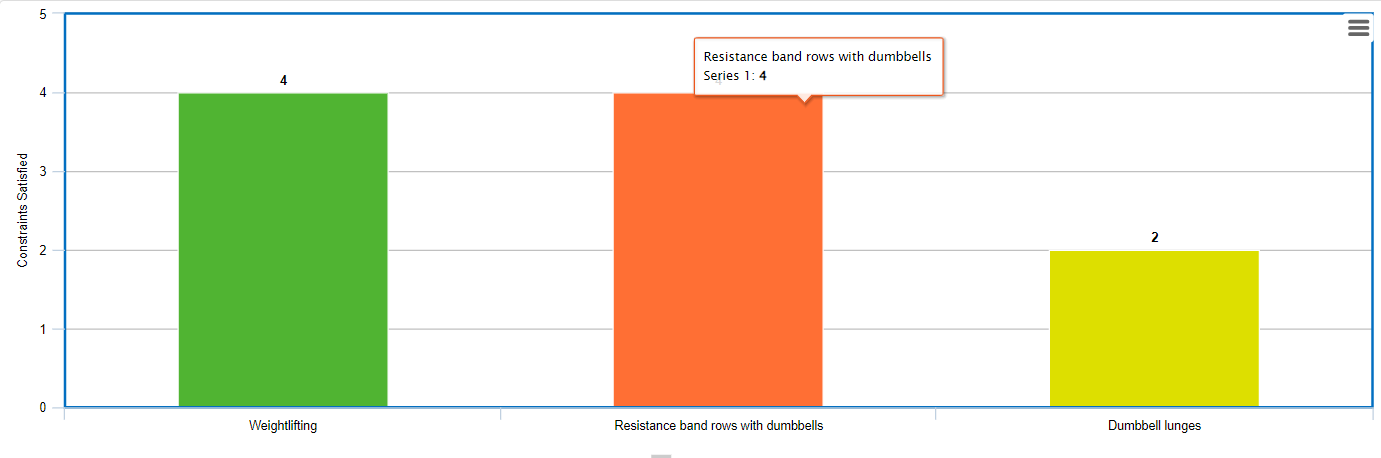 5
Resistance band rows with dumbbells
Series 1: 4
4
4
3
2
2
1
0
Constraints Satisfied
Weightlifting
Resistance band rows with dumbbells
Dumbbell lunges